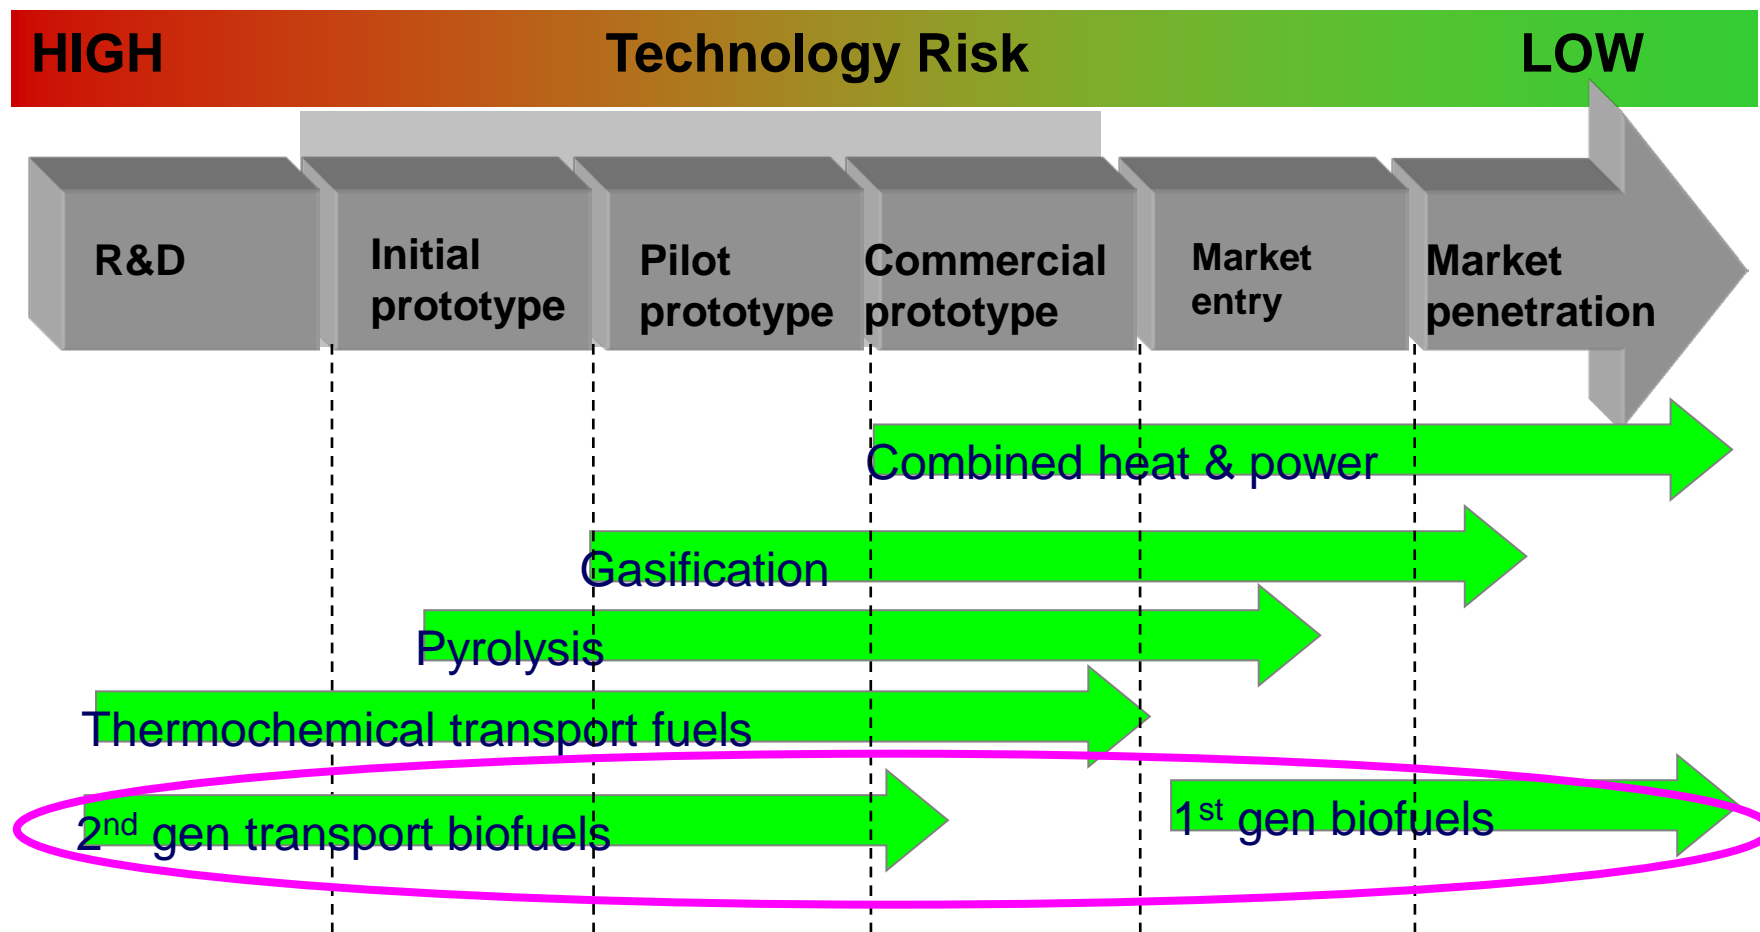 HIGH Technology Risk LOW
R&D
Initial
prototype
Pilot
prototype
Commercial
prototype
Market
entry
Market
penetration
Combined heat & power
Gasification
Pyrolysis
Thermochemical transport fuels
2nd gen transport biofuels
1st gen biofuels